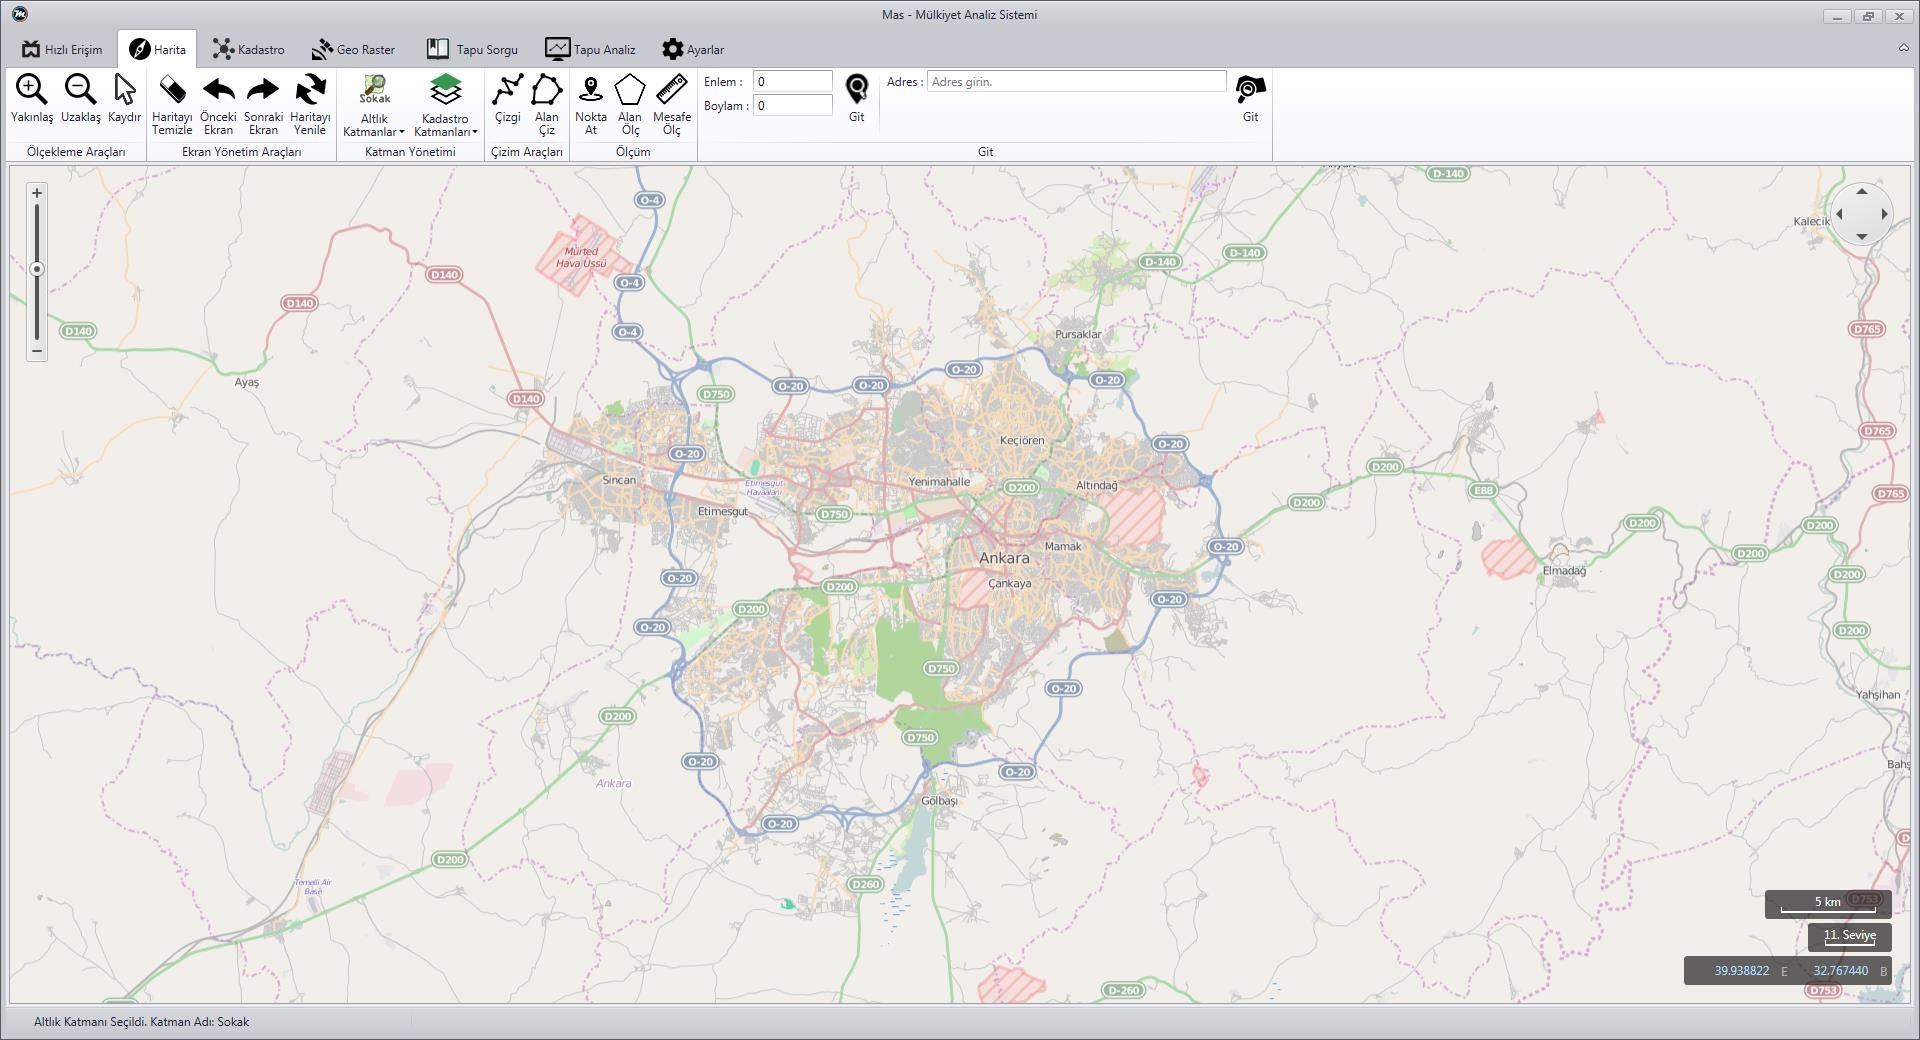 Mas - Mülkiyet Analiz Sistemi
Hızlı Erişim
Harita
Kadastro
Geo Raster
Tapu Sorgu
Tapu Analiz
Ayarlar
Yakınlaş
Uzaklaş
Kaydır
Haritayı Temizle
Önceki Ekran
Sonraki Ekran
Haritayı Yenile
Sokak
Altlık Katmanlar
Kadastro Katmanları
Çizgi
Alan Çiz
Nokta At
Alan Ölç
Mesafe Ölç
Enlem : 0
Boylam : 0
Git
Adres : Adres girin.
Git
Ölçekleme Araçları
Ekran Yönetim Araçları
Katman Yönetimi
Çizim Araçları
Ölçüm
Git
D-140
O-4
Kalecik
Mürted Hava Üssü
D-140
D-140
D140
O-4
D140
D140
O-4
Pursaklar
D765
Ayaş
O-20
O-20
O-20
O-20
D750
D140
Keçiören
O-20
D765
O-20
D200
Sincan
Yenimahalle
D200
Altındağ
Etimesgut Havaalanı
E88
D765
D200
Etimesgut
D750
D200
D200
Mamak
O-20
Ankara
D200
Elmadağ
Çankaya
O-20
D200
D200
D200
O-20
O-20
D200
D750
O-20
Yahşihan
D200
D750
O-20
O-20
Bahş
Ankara
Gölbaşı
O-20
D200
Temelli Air Base
D260
D753
5 km
11. Seviye
39.938822 E 32.767440 B
D-260
D753
Altlık Katmanı Seçildi. Katman Adı: Sokak